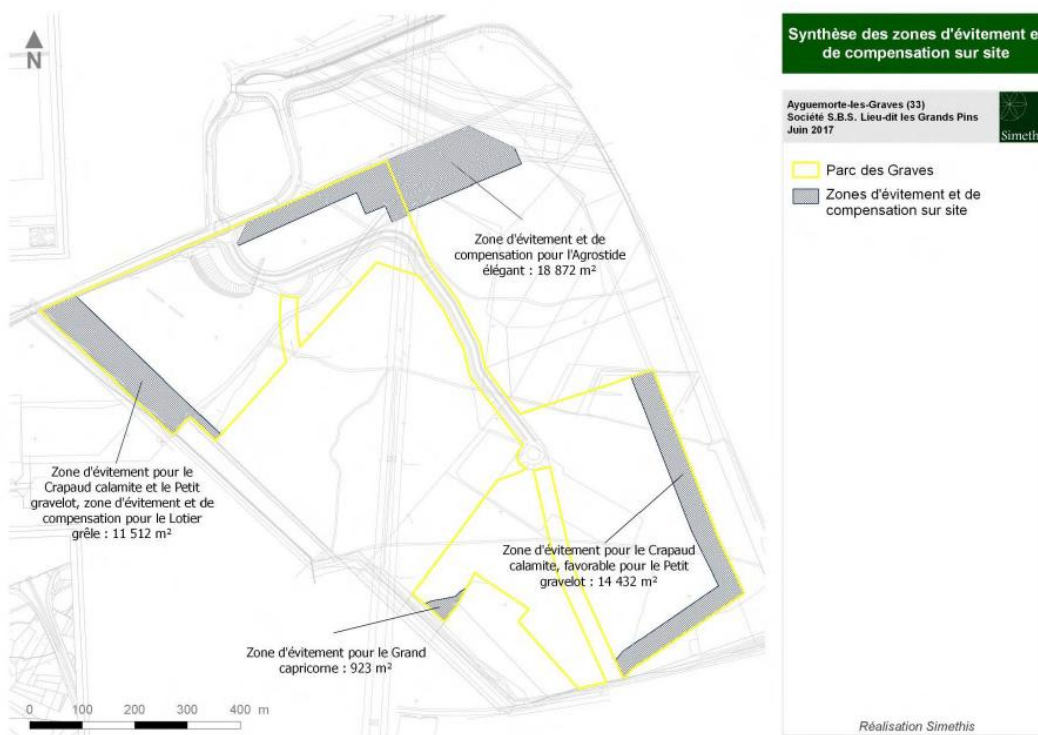 N
Synthèse des zones d'évitement e
de compensation sur site
Ayguemorte-les-Graves (33)
Société S.B.S. Lieu-dit les Grands Pins
Juin 2017
Simeth
Parc des Graves
Zones d'évitement et de
compensation sur site
Zone d'évitement et de
compensation pour l'Agrostide
élégant : 18 872 m²
Zone d'évitement pour le
Crapaud calamite et le Petit
gravelot, zone d'évitement et de
compensation pour le Lotier
grêle : 11 512 m²
Zone d'évitement pour le Crapaud
calamite, favorable pour le Petit
gravelot : 14 432 m²
Zone d'évitement pour le Grand
capricorne : 923 m²
0 100 200 300 400 m
Réalisation Simethis